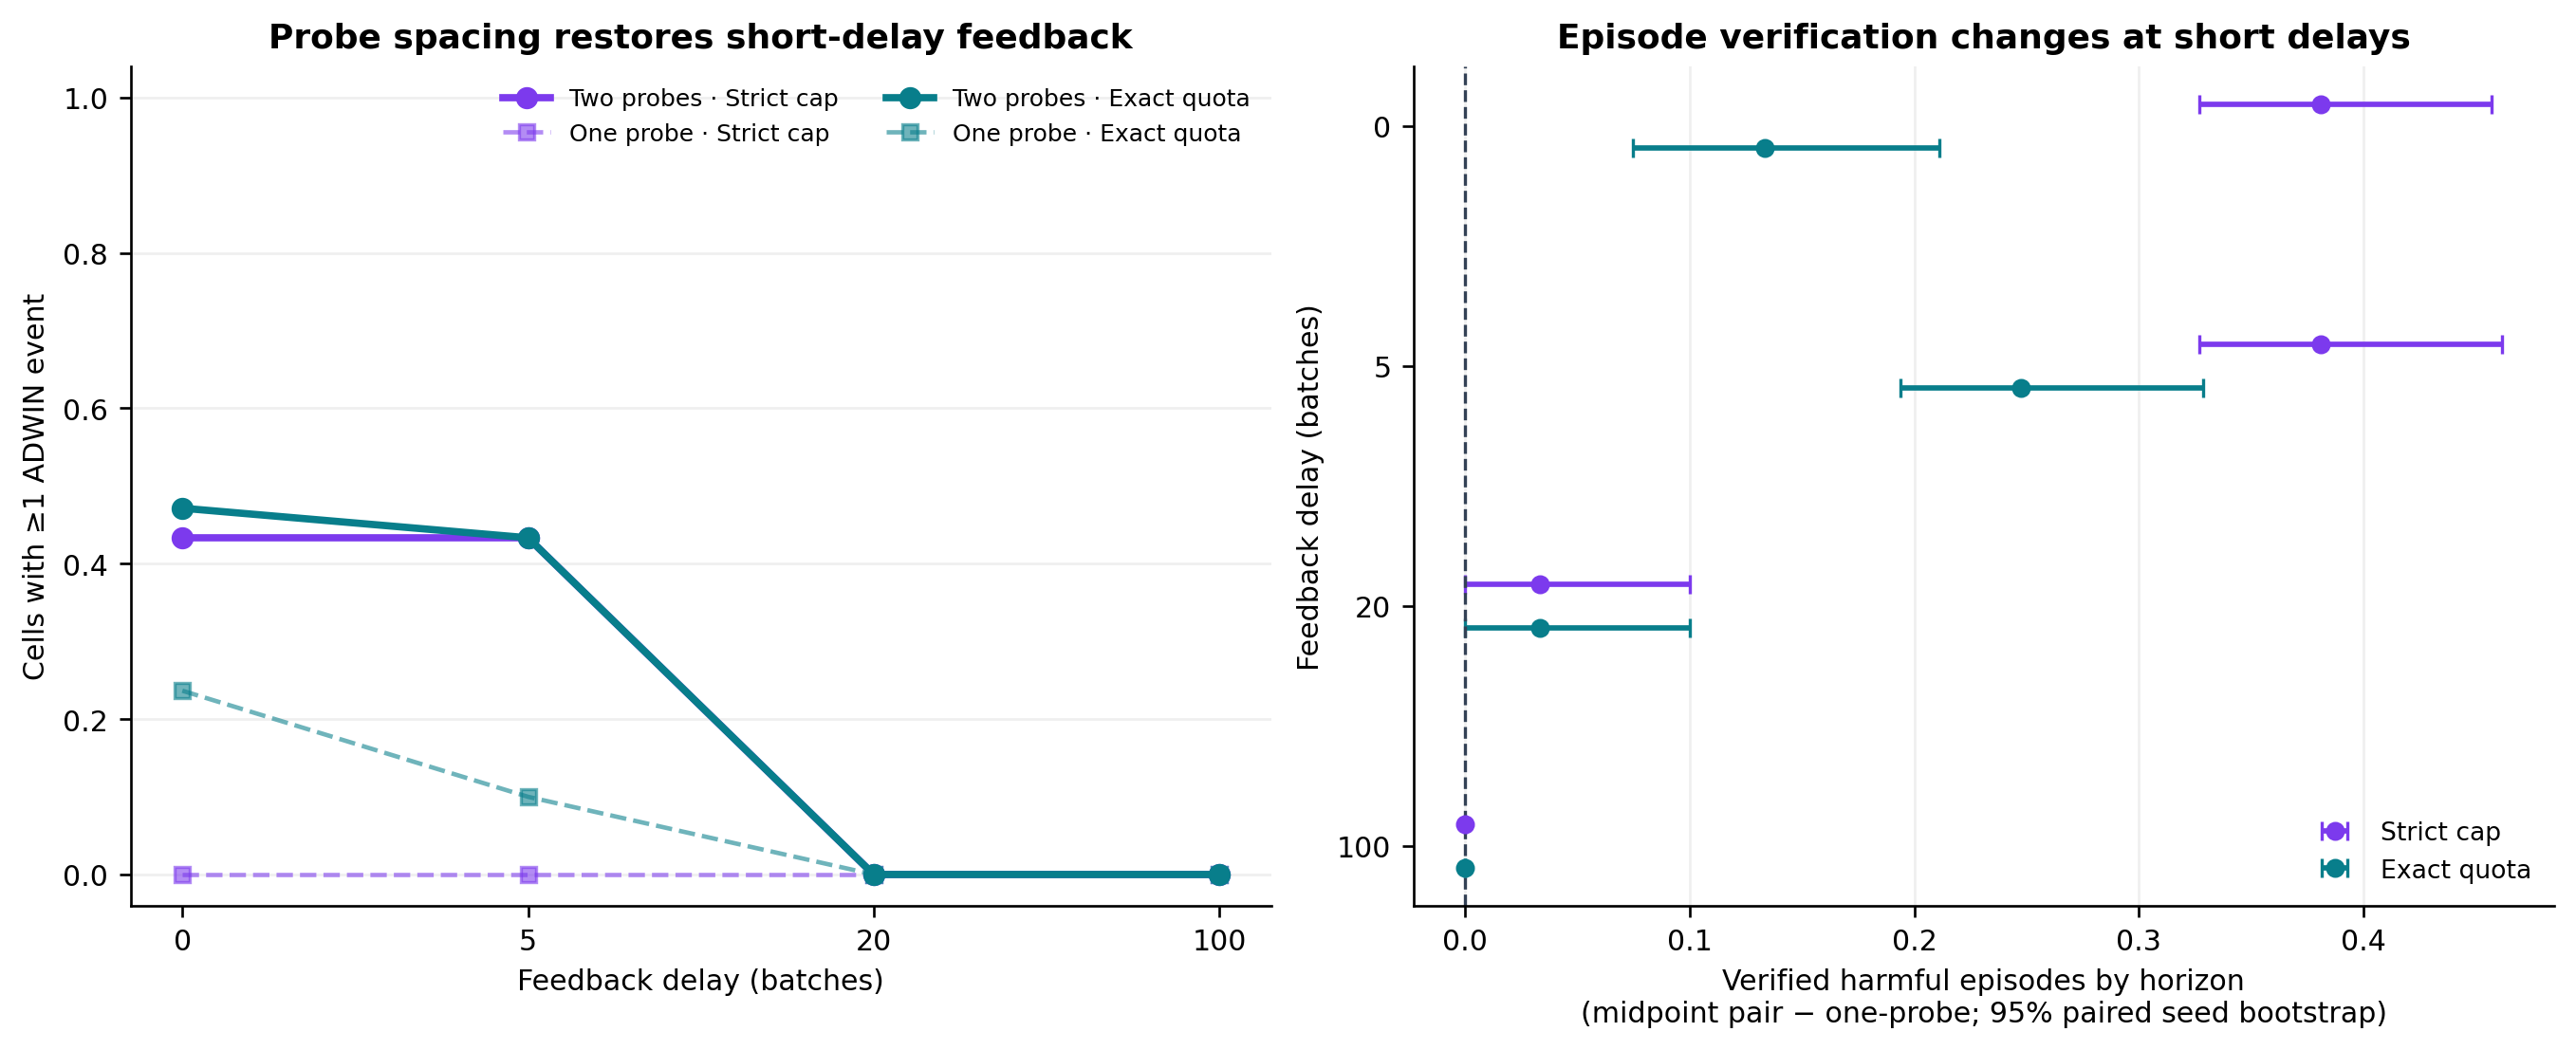 Probe spacing restores short-delay feedback
Two probes · Strict cap
One probe · Strict cap
Two probes · Exact quota
One probe · Exact quota
Cells with ≥1 ADWIN event
1.0
0.8
0.6
0.4
0.2
0.0
0
5
20
100
Feedback delay (batches)
Episode verification changes at short delays
Feedback delay (batches)
0
5
20
100
Strict cap
Exact quota
0.0
0.1
0.2
0.3
0.4
Verified harmful episodes by horizon
(midpoint pair − one-probe; 95% paired seed bootstrap)